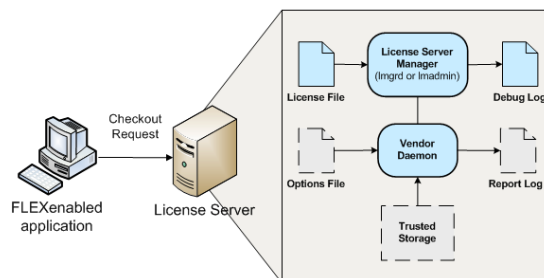 License Server
Manager
(lmgrd or lmadmin)
License File
Debug Log
Checkout
Request
Vendor
Daemon
Options File
Report Log
FLEXenabled
application
License Server
Trusted
Storage